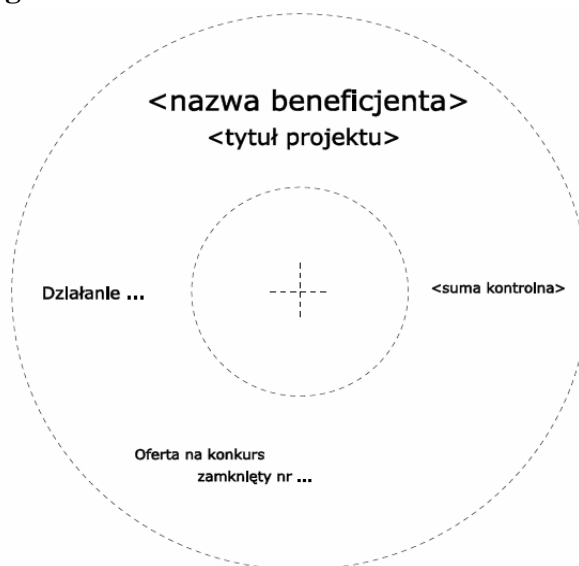 g
<nazwa beneficjenta>
<tytuł projektu>
Działanie ...
<suma kontrolna>
Oferta na konkurs
zamknięty nr ...